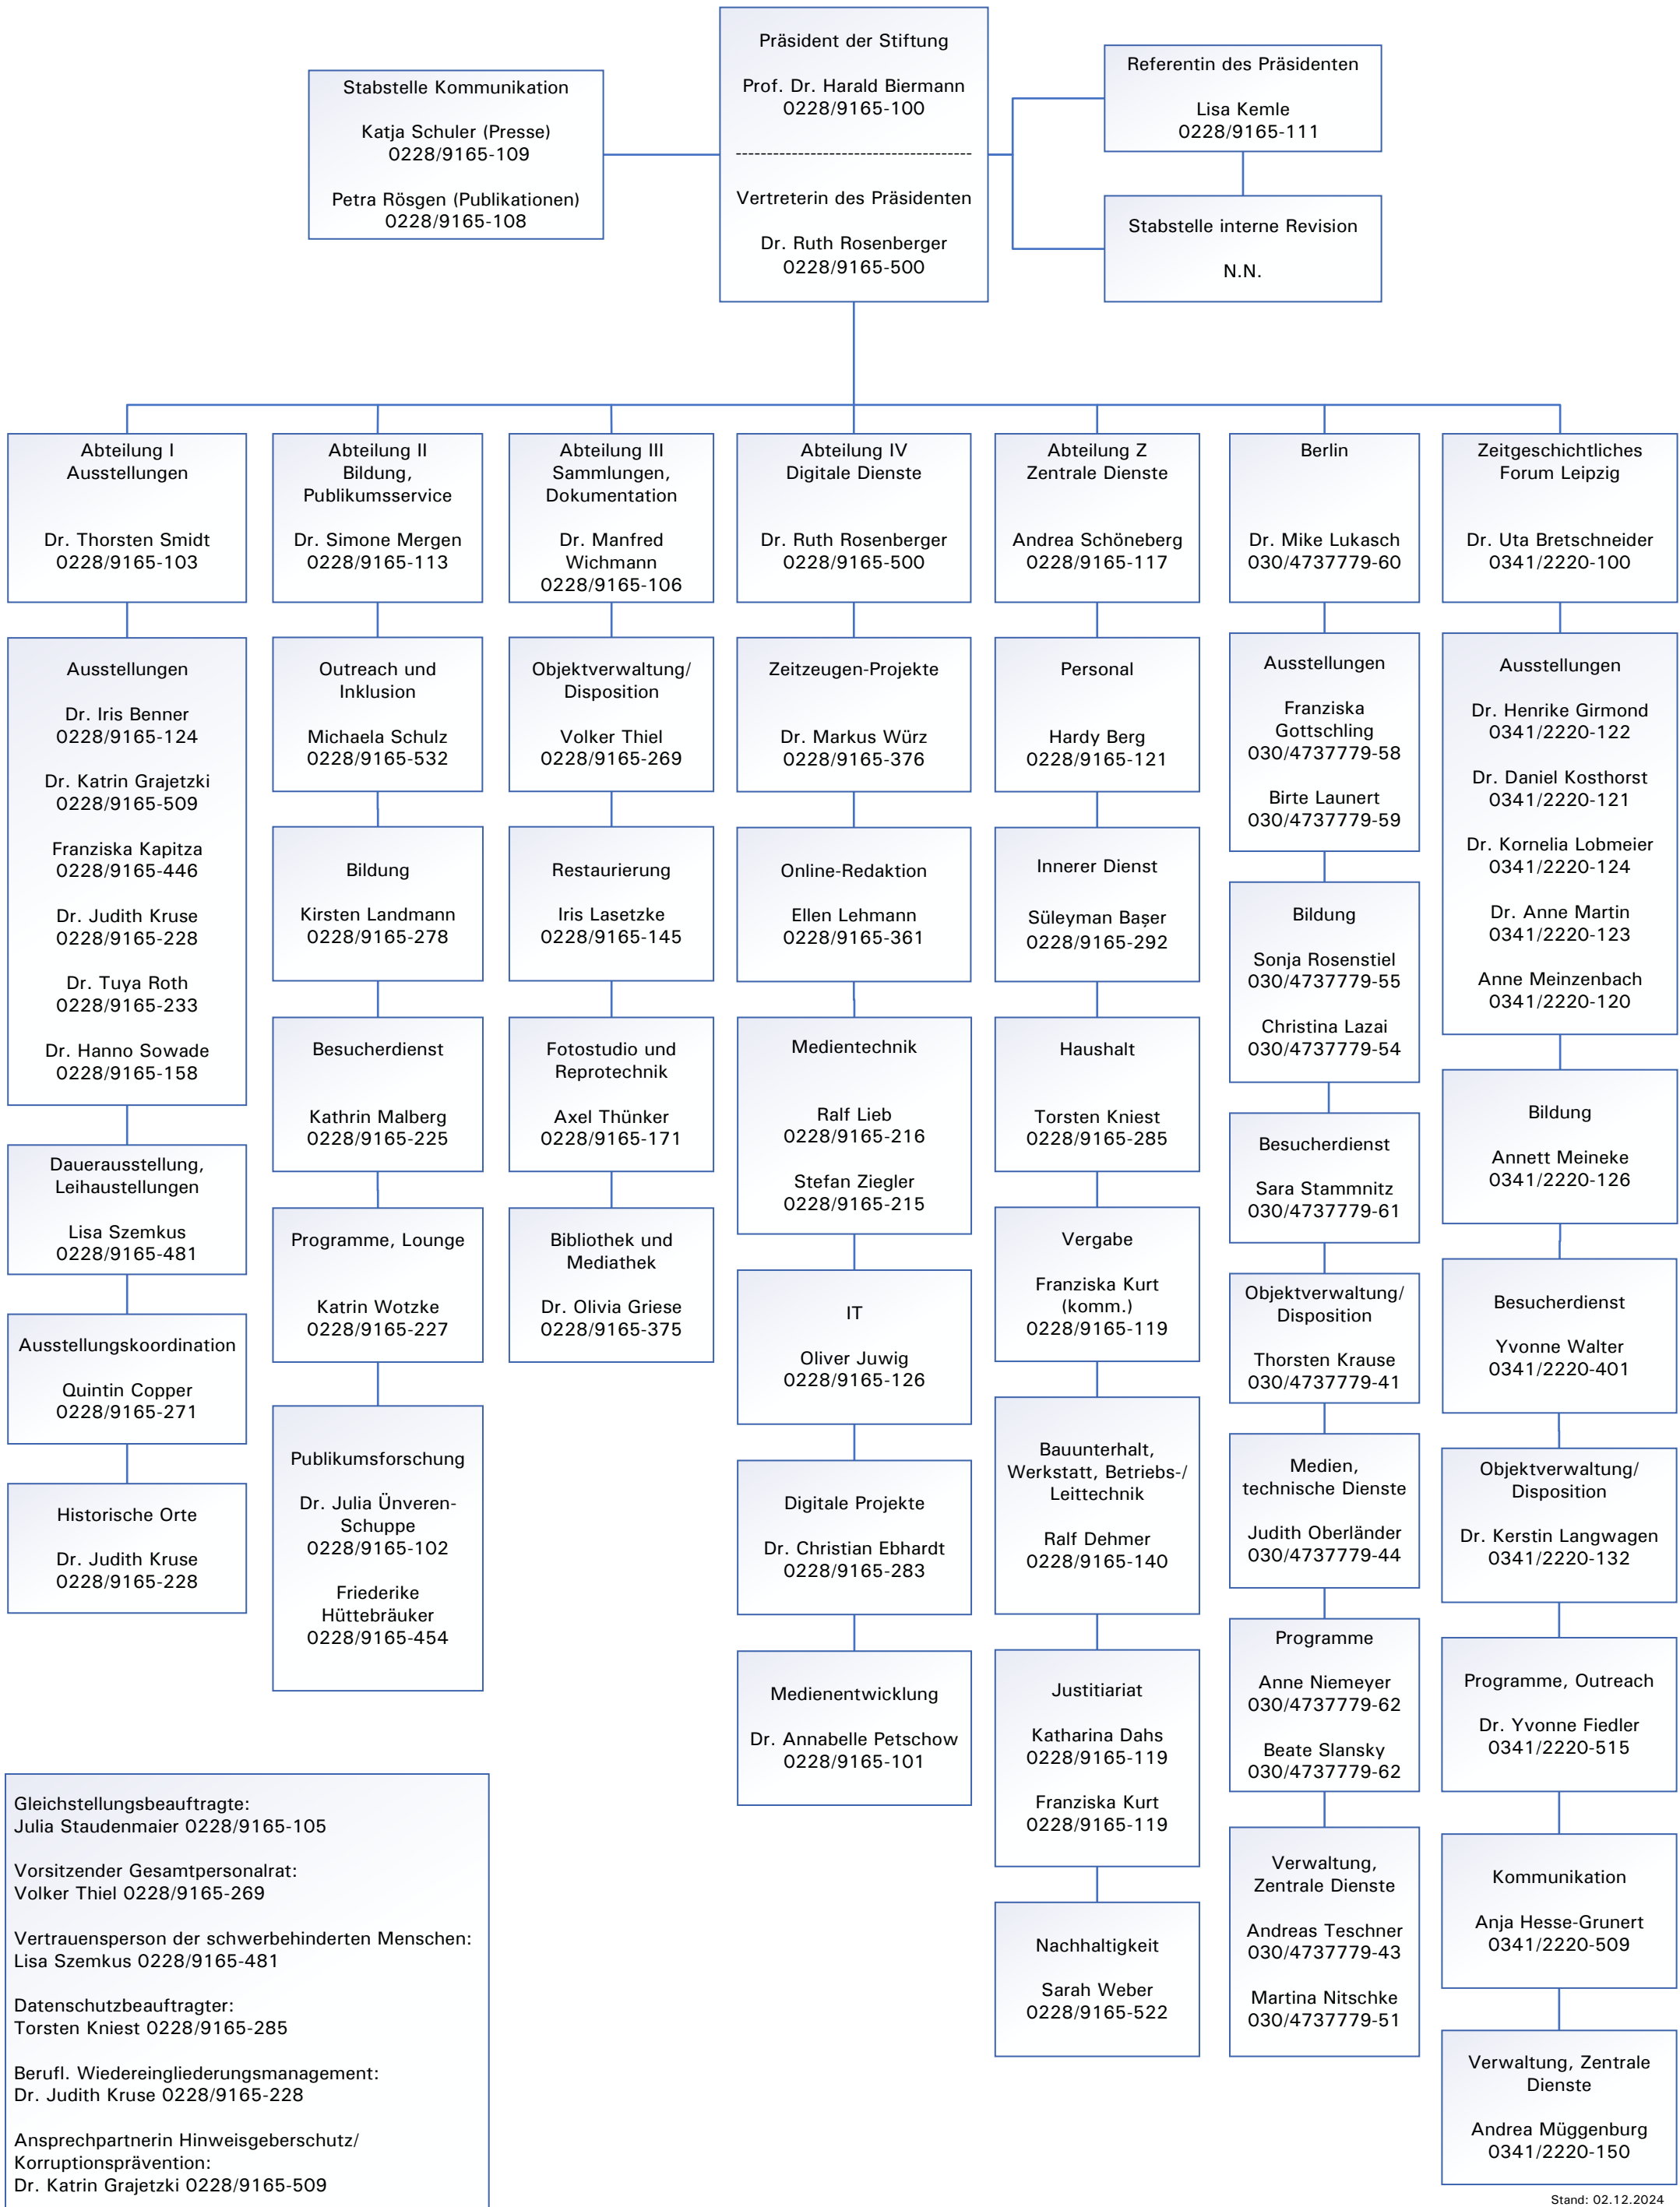 Präsident der Stiftung
Prof. Dr. Harald Biermann
0228/9165-100
--------------------------------------
Vertreterin des Präsidenten
Dr. Ruth Rosenberger
0228/9165-500
Stabstelle Kommunikation
Katja Schuler (Presse)
0228/9165-109
Petra Rösgen (Publikationen)
0228/9165-108
Referentin des Präsidenten
Lisa Kemle
0228/9165-111
Stabstelle interne Revision
N.N.
Abteilung I
Ausstellungen
Dr. Thorsten Smidt
0228/9165-103
Ausstellungen
Dr. Iris Benner
0228/9165-124
Dr. Katrin Grajetzki
0228/9165-509
Franziska Kapitza
0228/9165-446
Dr. Judith Kruse
0228/9165-228
Dr. Tuya Roth
0228/9165-233
Dr. Hanno Sowade
0228/9165-158
Dauerausstellung,
Leihaustellungen
Lisa Szemkus
0228/9165-481
Ausstellungskoordination
Quintin Copper
0228/9165-271
Historische Orte
Dr. Judith Kruse
0228/9165-228
Abteilung II
Bildung,
Publikumsservice
Dr. Simone Mergen
0228/9165-113
Outreach und
Inklusion
Michaela Schulz
0228/9165-532
Bildung
Kirsten Landmann
0228/9165-278
Besucherdienst
Kathrin Malberg
0228/9165-225
Programme, Lounge
Katrin Wotzke
0228/9165-227
Publikumsforschung
Dr. Julia Ünveren-
Schuppe
0228/9165-102
Friederike
Hüttebräuker
0228/9165-454
Abteilung III
Sammlungen,
Dokumentation
Dr. Manfred
Wichmann
0228/9165-106
Objektverwaltung/
Disposition
Volker Thiel
0228/9165-269
Restaurierung
Iris Lasetzke
0228/9165-145
Fotostudio und
Reprotechnik
Axel Thünker
0228/9165-171
Bibliothek und
Mediathek
Dr. Olivia Griese
0228/9165-375
Abteilung IV
Digitale Dienste
Dr. Ruth Rosenberger
0228/9165-500
Zeitzeugen-Projekte
Dr. Markus Würz
0228/9165-376
Online-Redaktion
Ellen Lehmann
0228/9165-361
Medientechnik
Ralf Lieb
0228/9165-216
Stefan Ziegler
0228/9165-215
IT
Oliver Juwig
0228/9165-126
Digitale Projekte
Dr. Christian Ebhardt
0228/9165-283
Medienentwicklung
Dr. Annabelle Petschow
0228/9165-101
Abteilung Z
Zentrale Dienste
Andrea Schöneberg
0228/9165-117
Personal
Hardy Berg
0228/9165-121
Innerer Dienst
Süleyman Başer
0228/9165-292
Haushalt
Torsten Kniest
0228/9165-285
Vergabe
Franziska Kurt
(komm.)
0228/9165-119
Bauunterhalt,
Werkstatt, Betriebs-/
Leittechnik
Ralf Dehmer
0228/9165-140
Justitiariat
Katharina Dahs
0228/9165-119
Franziska Kurt
0228/9165-119
Nachhaltigkeit
Sarah Weber
0228/9165-522
Berlin
Dr. Mike Lukasch
030/4737779-60
Ausstellungen
Franziska
Gottschling
030/4737779-58
Birte Launert
030/4737779-59
Bildung
Sonja Rosenstiel
030/4737779-55
Christina Lazai
030/4737779-54
Besucherdienst
Sara Stammnitz
030/4737779-61
Objektverwaltung/
Disposition
Thorsten Krause
030/4737779-41
Medien,
technische Dienste
Judith Oberländer
030/4737779-44
Programme
Anne Niemeyer
030/4737779-62
Beate Slansky
030/4737779-62
Verwaltung,
Zentrale Dienste
Andreas Teschner
030/4737779-43
Martina Nitschke
030/4737779-51
Zeitgeschichtliches
Forum Leipzig
Dr. Uta Bretschneider
0341/2220-100
Ausstellungen
Dr. Henrike Girmond
0341/2220-122
Dr. Daniel Kosthorst
0341/2220-121
Dr. Kornelia Lobmeier
0341/2220-124
Dr. Anne Martin
0341/2220-123
Anne Meinzenbach
0341/2220-120
Bildung
Annett Meineke
0341/2220-126
Besucherdienst
Yvonne Walter
0341/2220-401
Objektverwaltung/
Disposition
Dr. Kerstin Langwagen
0341/2220-132
Programme, Outreach
Dr. Yvonne Fiedler
0341/2220-515
Kommunikation
Anja Hesse-Grunert
0341/2220-509
Verwaltung, Zentrale
Dienste
Andrea Müggenburg
0341/2220-150
Gleichstellungsbeauftragte:
Julia Staudenmaier 0228/9165-105
Vorsitzender Gesamtpersonalrat:
Volker Thiel 0228/9165-269
Vertrauensperson der schwerbehinderten Menschen:
Lisa Szemkus 0228/9165-481
Datenschutzbeauftragter:
Torsten Kniest 0228/9165-285
Berufl. Wiedereingliederungsmanagement:
Dr. Judith Kruse 0228/9165-228
Ansprechpartnerin Hinweisgeberschutz/
Korruptionsprävention:
Dr. Katrin Grajetzki 0228/9165-509
Stand: 02.12.2024